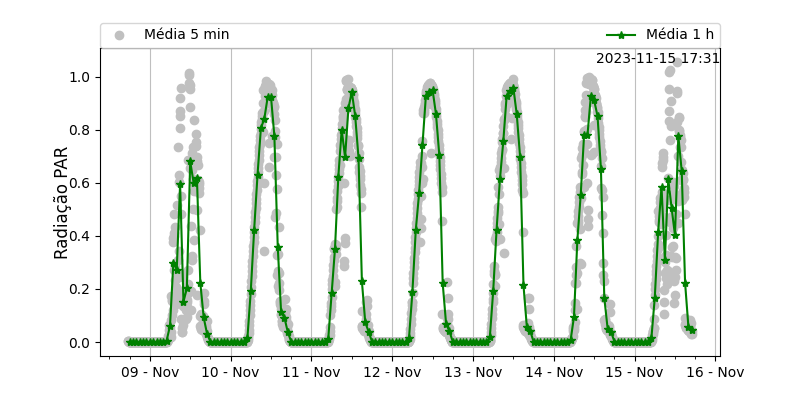 Média 5 min
Média 1 h
2023-11-15 17:31
Radiação PAR
1.0
0.8
0.6
0.4
0.2
0.0
09 - Nov
10 - Nov
11 - Nov
12 - Nov
13 - Nov
14 - Nov
15 - Nov
16 - Nov